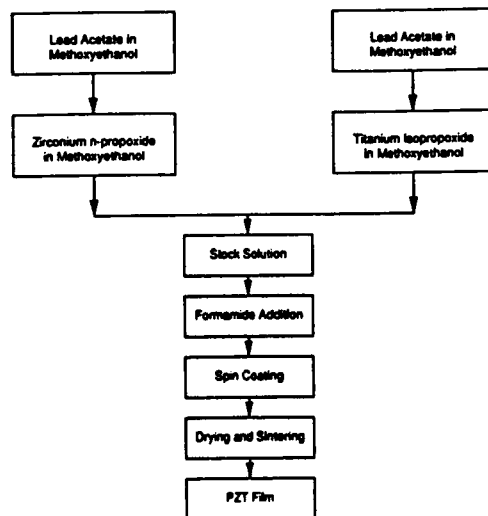 Lead Acetate in
Methoxyethanol
Lead Acetate in
Methoxyethanol
Zirconium n-propoxide
in Methoxyethanol
Titanium Isopropoxide
in Methoxyethanol
Stock Solution
Formamide Addition
Spin Coating
Drying and Sintering
PZT Film